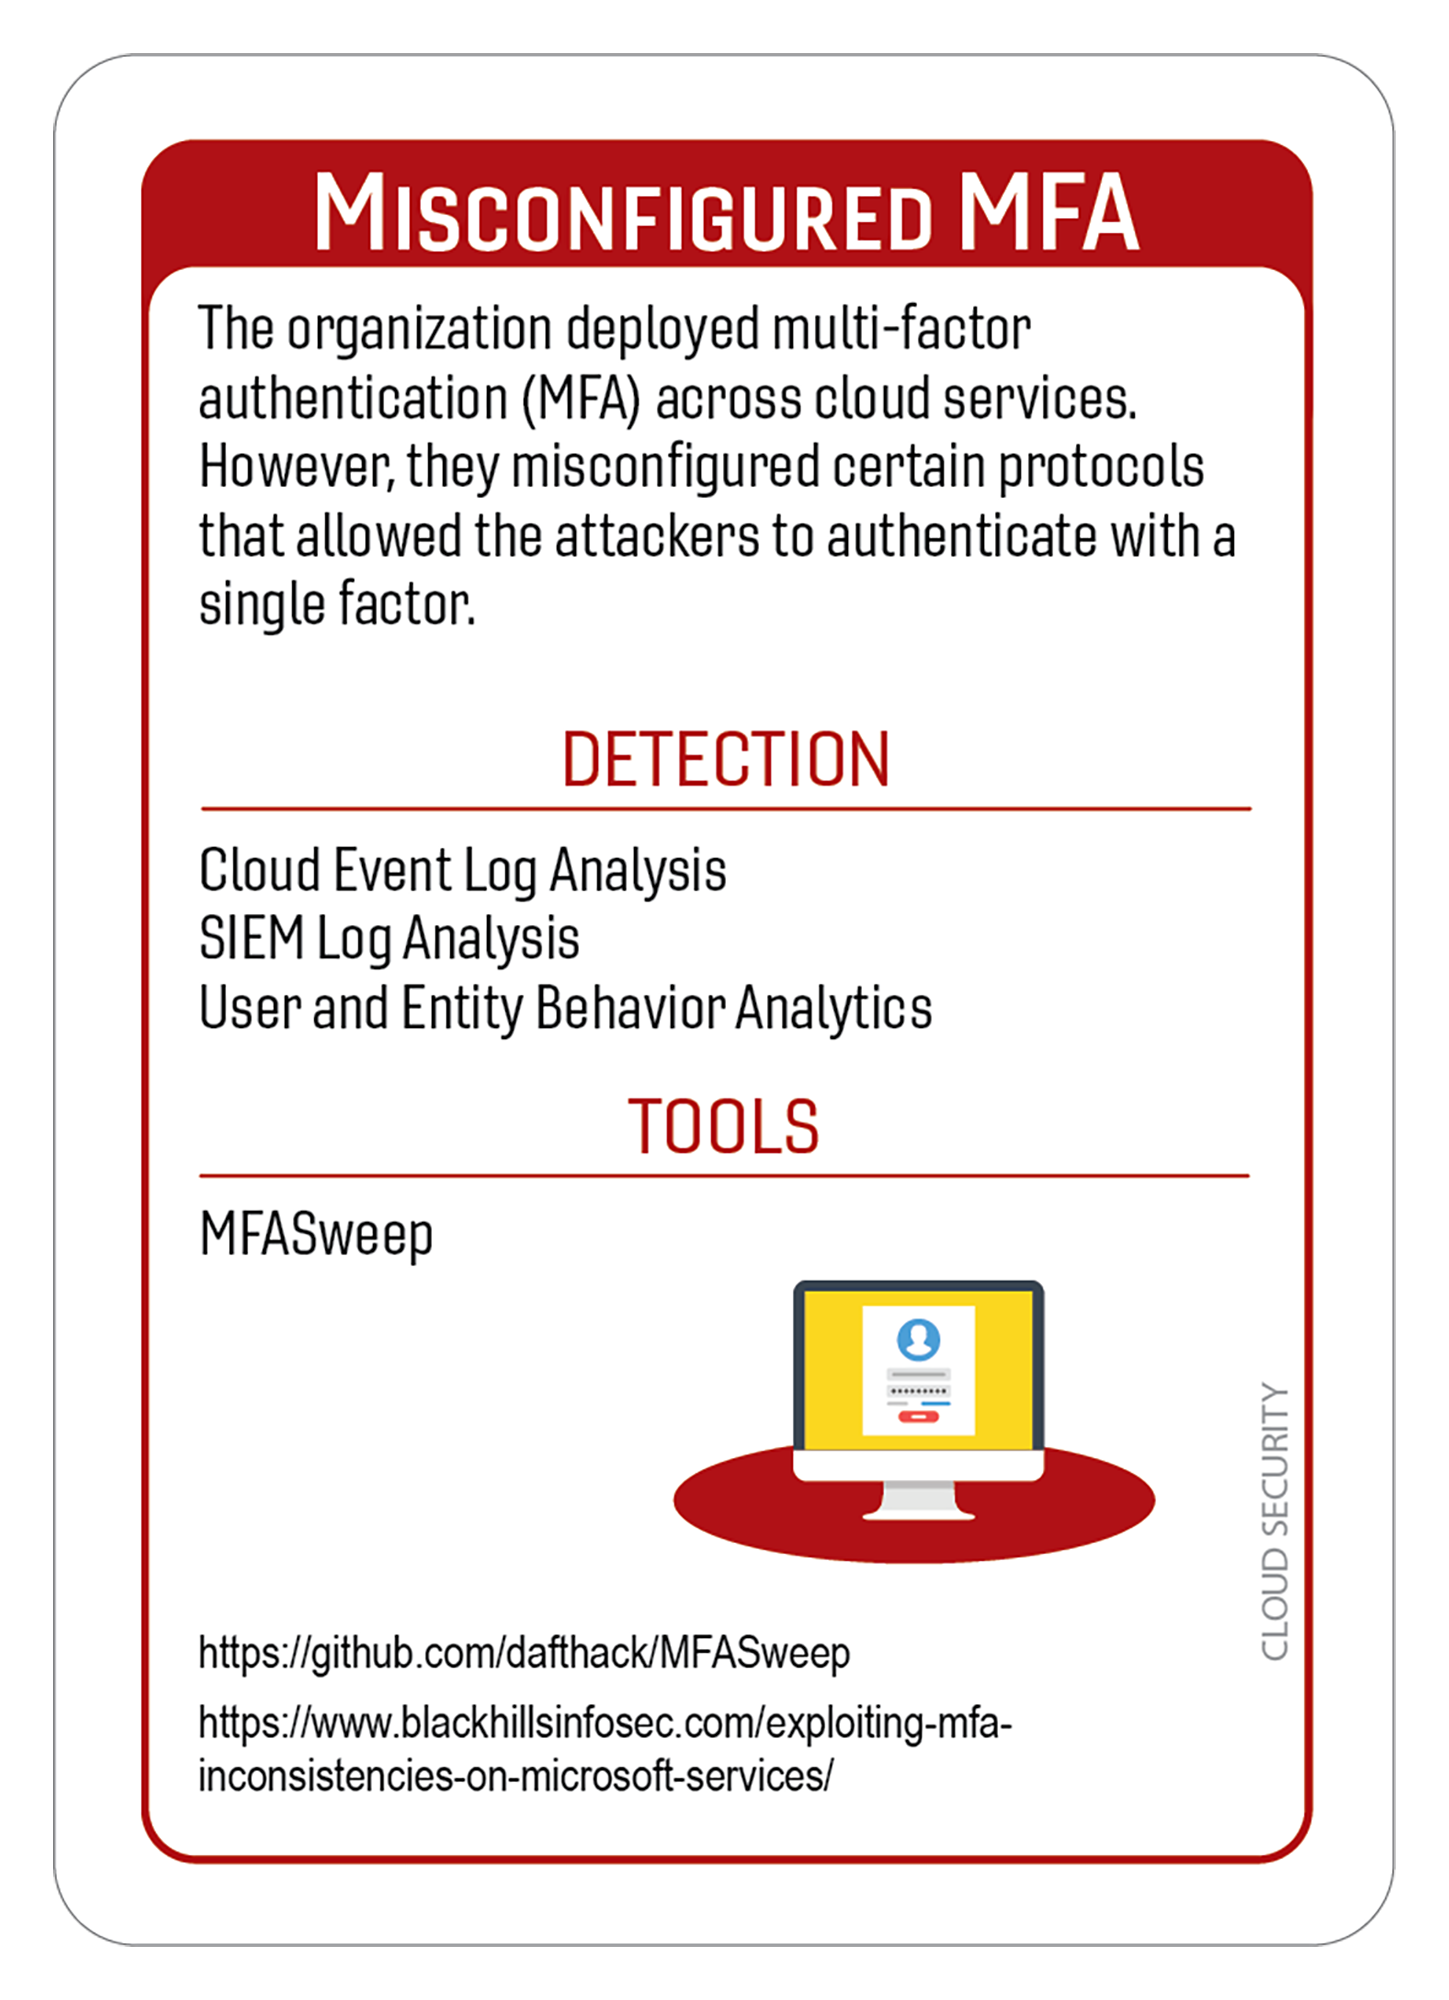 MISCONFIGURED MFA
The organization deployed multi-factor
authentication (MFA) across cloud services.
However, they misconfigured certain protocols
that allowed the attackers to authenticate with a
single factor.
DETECTION
Cloud Event Log Analysis
SIEM Log Analysis
User and Entity Behavior Analytics
TOOLS
MFASweep
CLOUD SECURITY
https://github.com/dafthack/MFASweep
https://www.blackhillsinfosec.com/exploiting-mfa-
inconsistencies-on-microsoft-services/